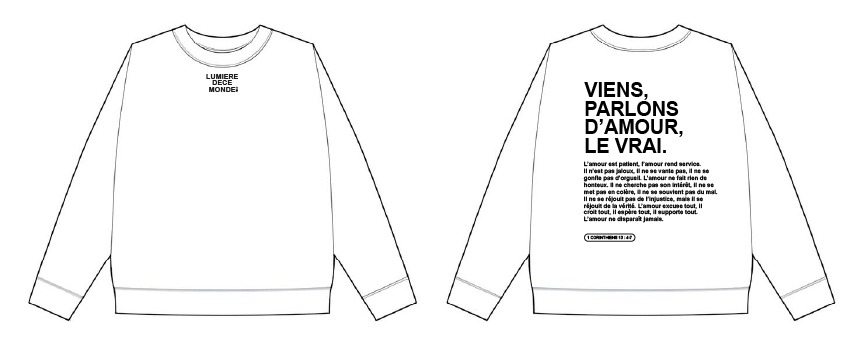 LUMIERE
DECE
MONDE
VIENS,
PARLONS
D'AMOUR,
LE VRAI.
L'amour est patient, l'amour rend service.
Il n'est pas jaloux, il ne se vante pas, il ne se
gonfle pas d'orgueil. L'amour ne fait rien de
honteux. Il ne cherche pas son intérêt, il ne se
met pas en colère, il ne se souvient pas du mal.
Il ne se réjouit pas de l'injustice, mais il se
réjouit de la vérité. L'amour excuse tout, il
croit tout, il espère tout, il supporte tout.
L'amour ne disparaît jamais.
1 CORINTHIENS 13 : 4-7